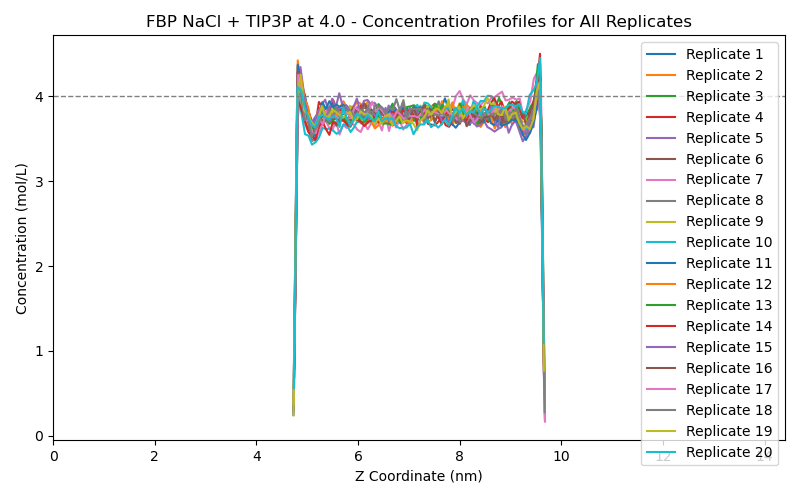 FBP NaCl + TIP3P at 4.0 - Concentration Profiles for All Replicates
Concentration (mol/L)
4
3
2
1
0
0 2 4 6 8 10 12 14
Z Coordinate (nm)
Replicate 1
Replicate 2
Replicate 3
Replicate 4
Replicate 5
Replicate 6
Replicate 7
Replicate 8
Replicate 9
Replicate 10
Replicate 11
Replicate 12
Replicate 13
Replicate 14
Replicate 15
Replicate 16
Replicate 17
Replicate 18
Replicate 19
Replicate 20